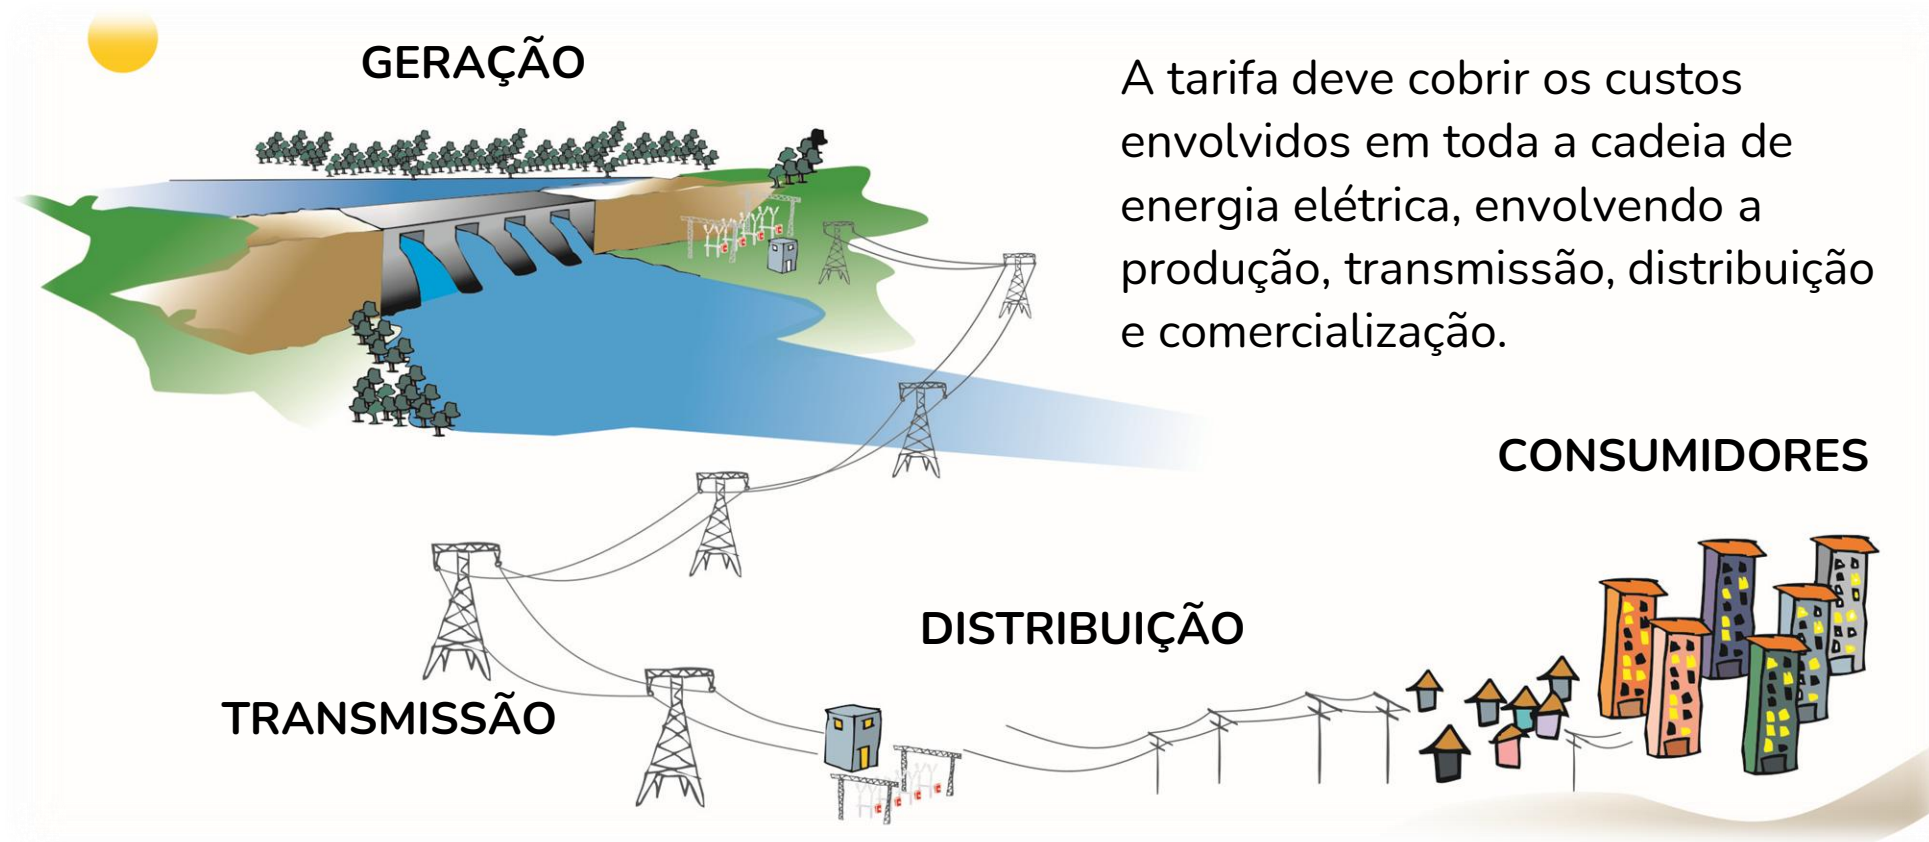 GERAÇÃO
A tarifa deve cobrir os custos
envolvidos em toda a cadeia de
energia elétrica, envolvendo a
produção, transmissão, distribuição
e comercialização.
CONSUMIDORES
DISTRIBUIÇÃO
TRANSMISSÃO